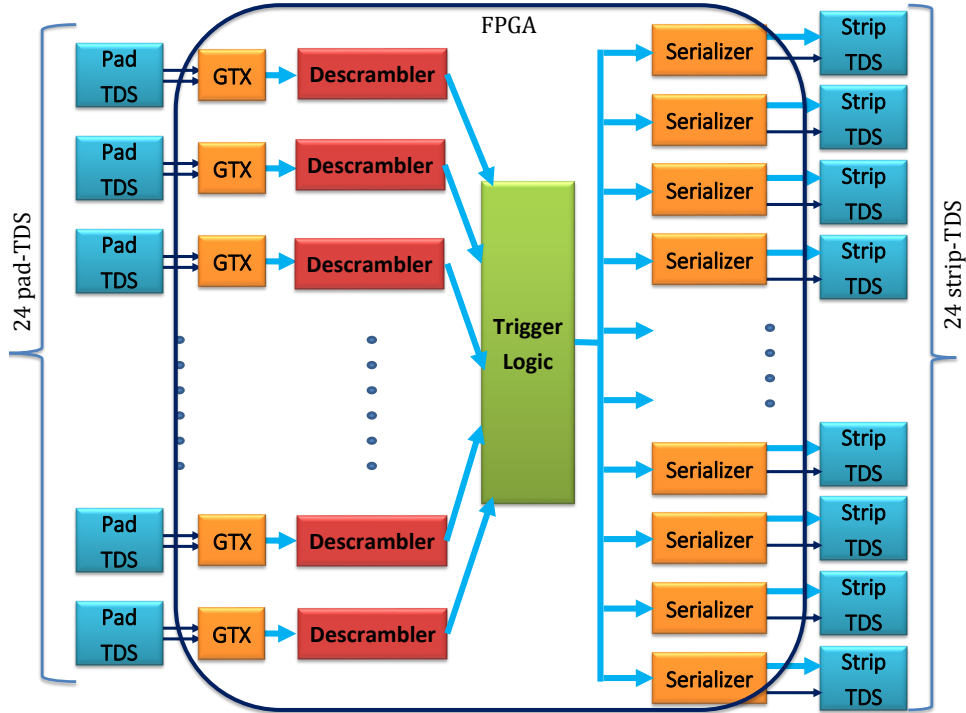 FPGA
24 pad-TDS
Pad
TDS
GTX
Descrambler
Pad
TDS
GTX
Descrambler
Pad
TDS
GTX
Descrambler
Pad
TDS
GTX
Descrambler
Pad
TDS
GTX
Descrambler
Trigger
Logic
Serializer
Strip
TDS
Serializer
Strip
TDS
Serializer
Strip
TDS
Serializer
Strip
TDS
Serializer
Strip
TDS
Serializer
Strip
TDS
Serializer
Strip
TDS
Serializer
Strip
TDS
24 strip-TDS